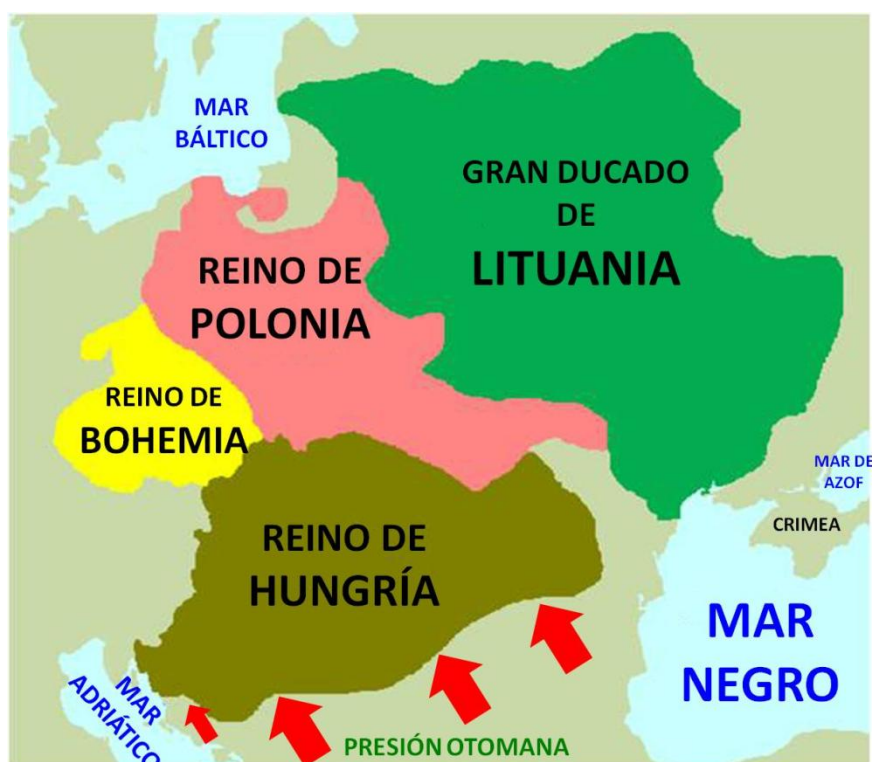 MAR
BÁLTICO
GRAN DUCADO
DE
LITUANIA
REINO DE
POLONIA
REINO DE
BOHEMIA
MAR DE
AZOF
CRIMEA
REINO DE
HUNGRÍA
MAR
NEGRO
MAR
ADRIÁTICO
PRESIÓN OTOMANA